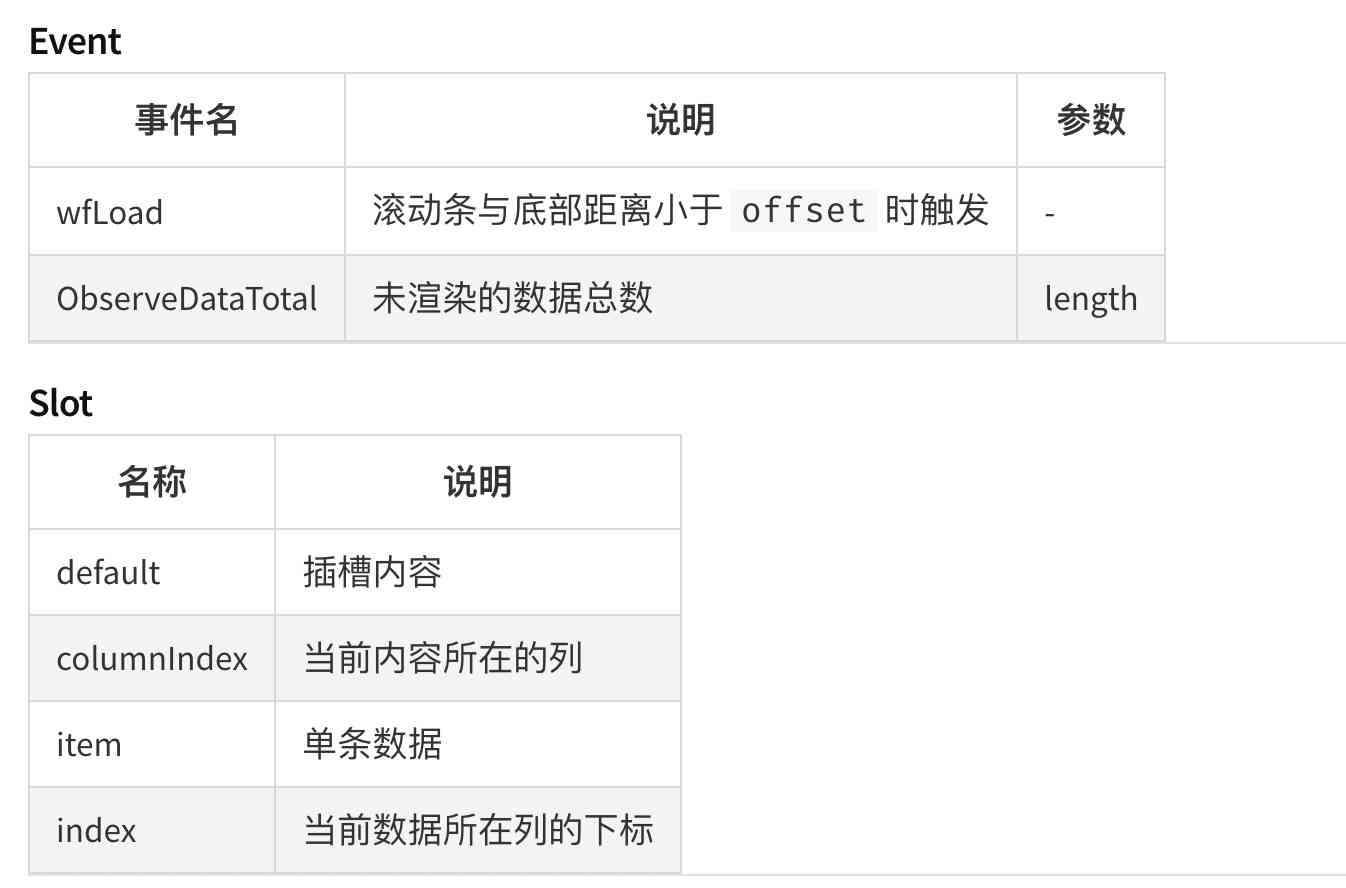 Event
事件名 说明 参数
wfLoad 滚动条与底部距离小于 offset 时触发 -
ObserveDataTotal 未渲染的数据总数 length
Slot
名称 说明
default 插槽内容
columnIndex 当前内容所在的列
item 单条数据
index 当前数据所在列的下标